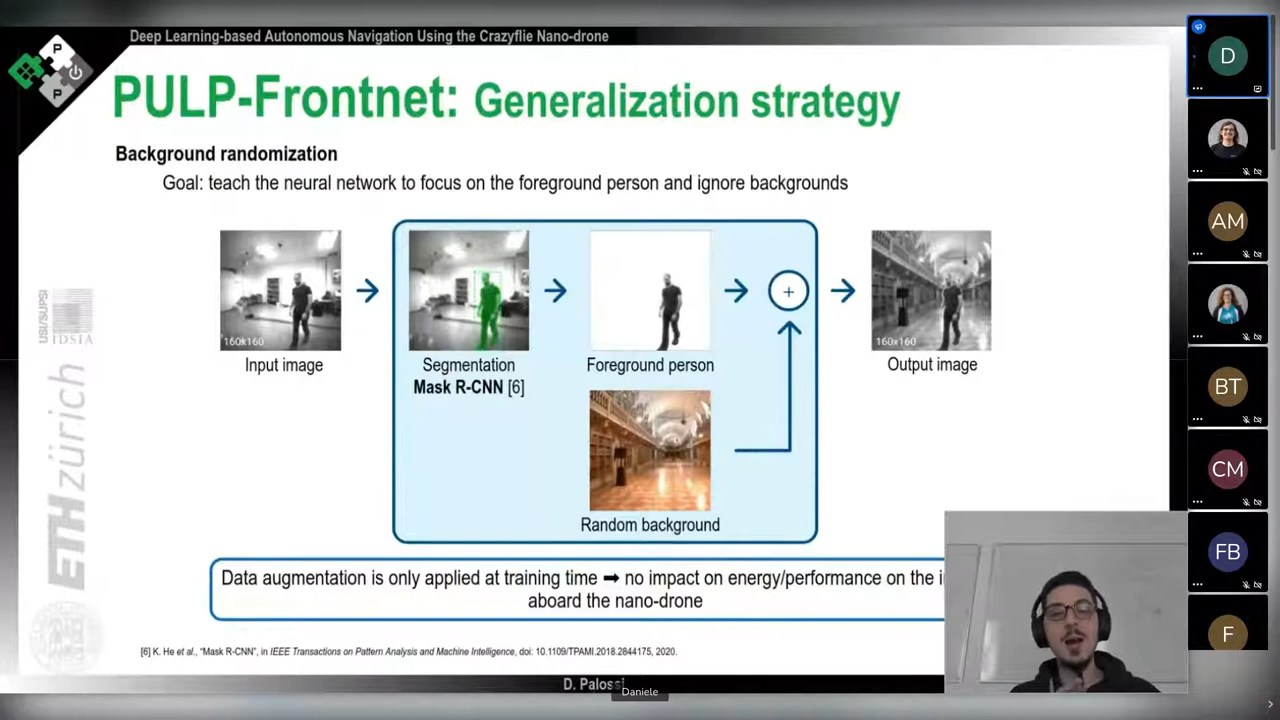 Deep Learning-based Autonomous Navigation Using the Crazyflie Nano-drone
P
P
PULP-Frontnet: Generalization strategy
Background randomization
Goal: teach the neural network to focus on the foreground person and ignore backgrounds
160x160
Input image
Segmentation
Mask R-CNN [6]
Foreground person
+
160x160
Output image
Random background
Data augmentation is only applied at training time ➡ no impact on energy/performance on the
aboard the nano-drone
[6] K. He et al., “Mask R-CNN”, in IEEE Transactions on Pattern Analysis and Machine Intelligence, doi: 10.1109/TPAMI.2018.2844175, 2020.
D. Palossi
Daniele
USI/SUPSI
IDSIA
ETHzürich
D
AM
BT
CM
FB
F